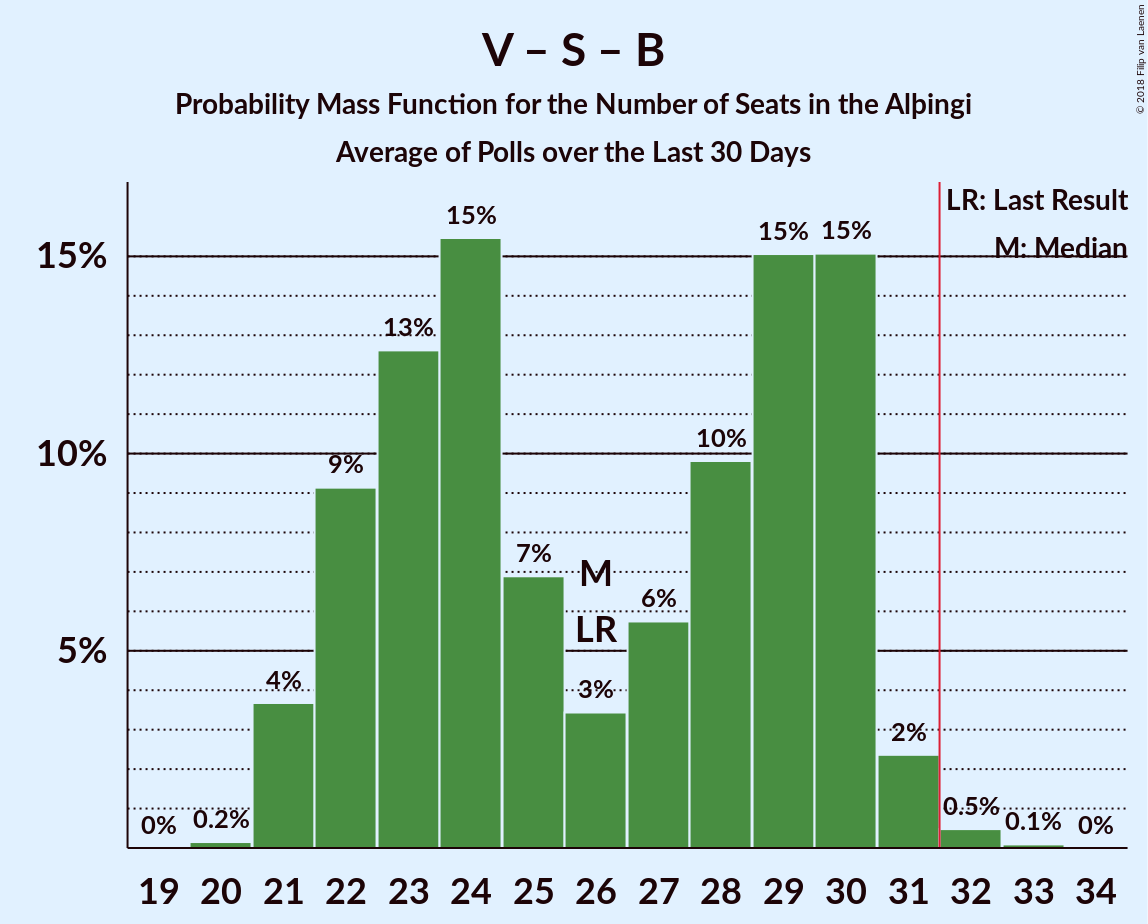 V – S – B
Probability Mass Function for the Number of Seats in the Alþingi
Average of Polls over the Last 30 Days
© 2018 Filip van Laenen
LR: Last Result
M: Median
15%
10%
5%
0%
0.2%
4%
9%
13%
15%
7%
3%
6%
10%
15%
15%
2%
0.5%
0.1%
0%
M
LR
19 20 21 22 23 24 25 26 27 28 29 30 31 32 33 34